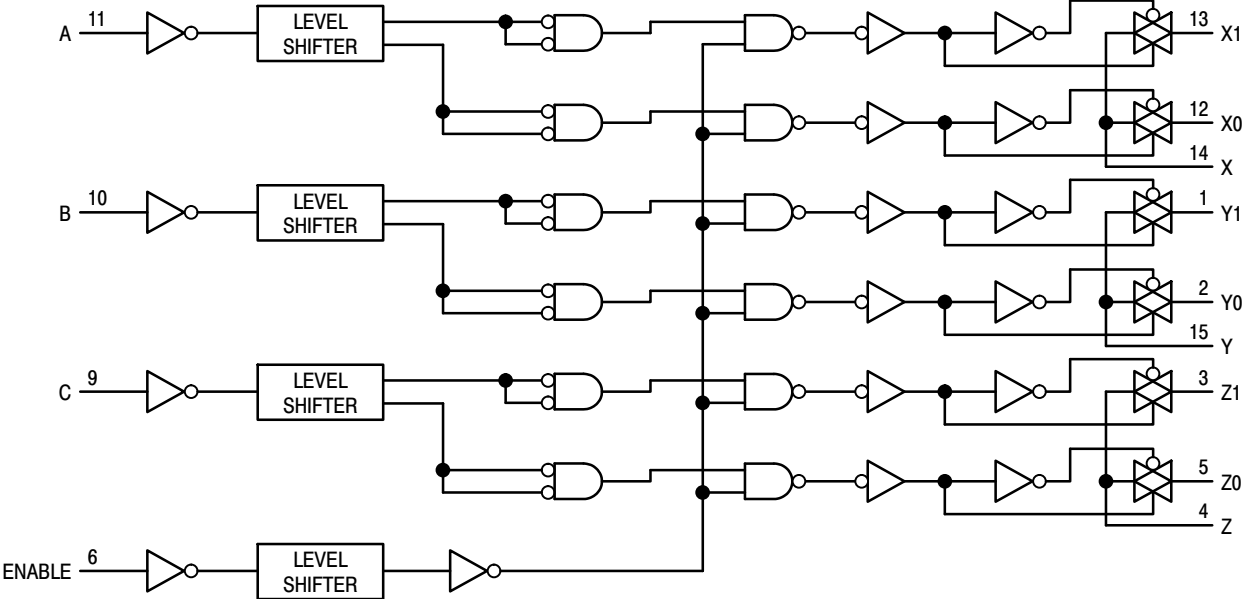 A 11 LEVEL SHIFTER 13 X1
12 X0
14 X
B 10 LEVEL SHIFTER 1 Y1
2 Y0
15 Y
C 9 LEVEL SHIFTER 3 Z1
5 Z0
4 Z
ENABLE 6 LEVEL SHIFTER